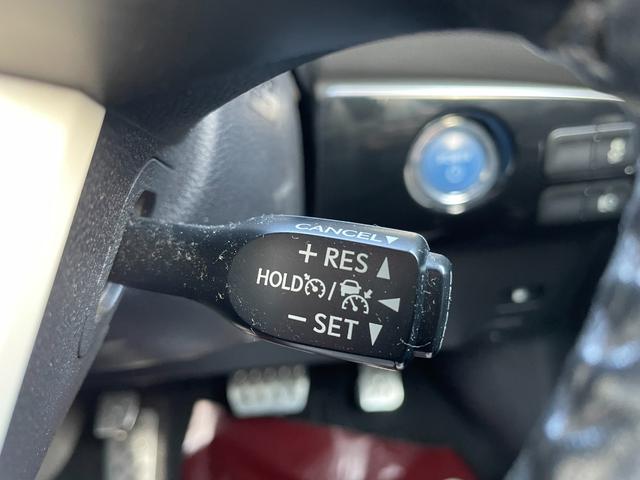 CANCEL▼
+ RES ▲
HOLD / ◀
− SET ▼